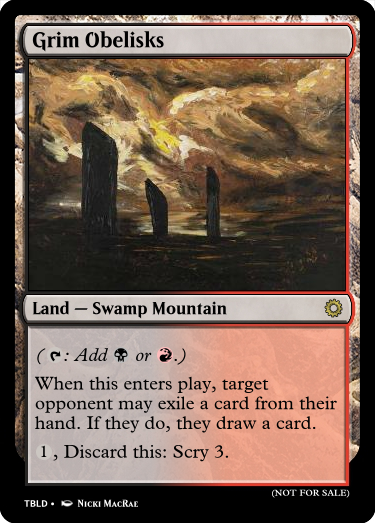 Grim Obelisks
Land — Swamp Mountain
( : Add or .)
When this enters play, target
opponent may exile a card from their
hand. If they do, they draw a card.
1 , Discard this: Scry 3.
(NOT FOR SALE)
TBLD • Nicki MacRae